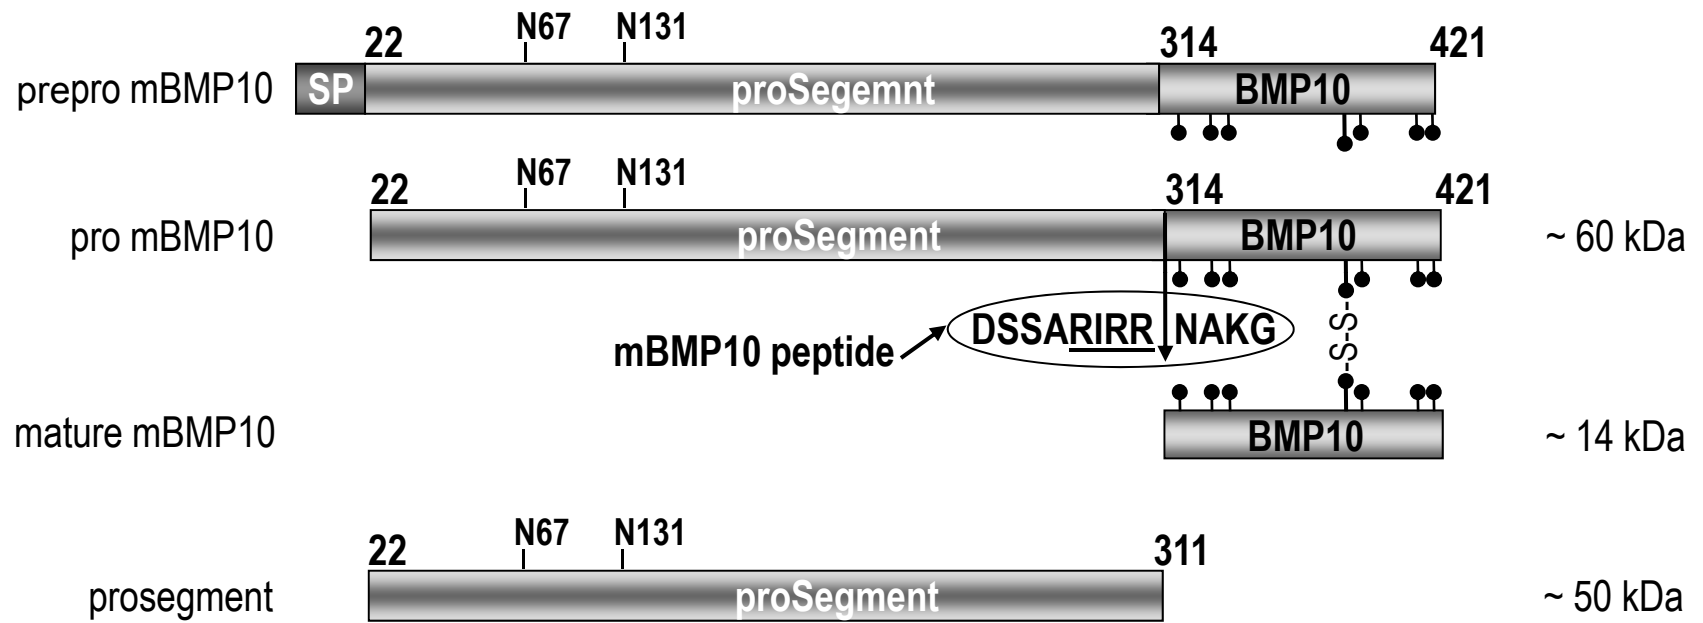 N67 N131
22 314 421
prepro mBMP10 SP proSegemnt BMP10
N67 N131
22 314 421
pro mBMP10 proSegment BMP10 ~ 60 kDa
DSSARIRR NAKG
mBMP10 peptide
-S-S-
mature mBMP10 BMP10 ~ 14 kDa
N67 N131
22 311
prosegment proSegment ~ 50 kDa